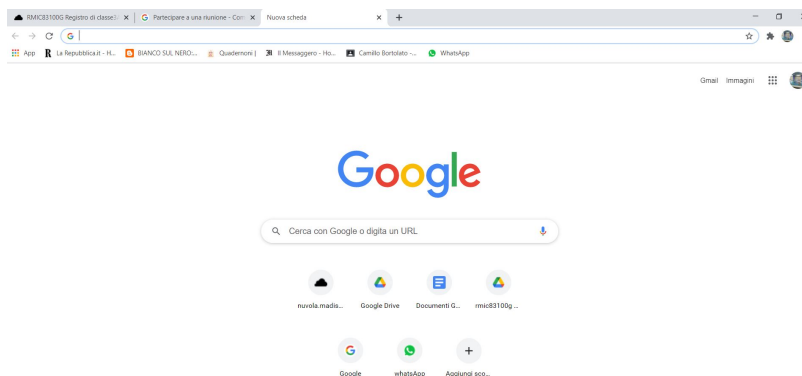 RMIC83100G Registro di classe3
Partecipare a una riunione - Com
Nuova scheda
G
App
La Repubblica.it - H...
BIANCO SUL NERO:...
Quadernoni |
Il Messaggero - Ho...
Camillo Bortolato -...
WhatsApp
Gmail Immagini
Google
Cerca con Google o digita un URL
nuvola.madis... Google Drive Documenti G... rmic83100g ...
Google whatsApp Aggiungi sco...